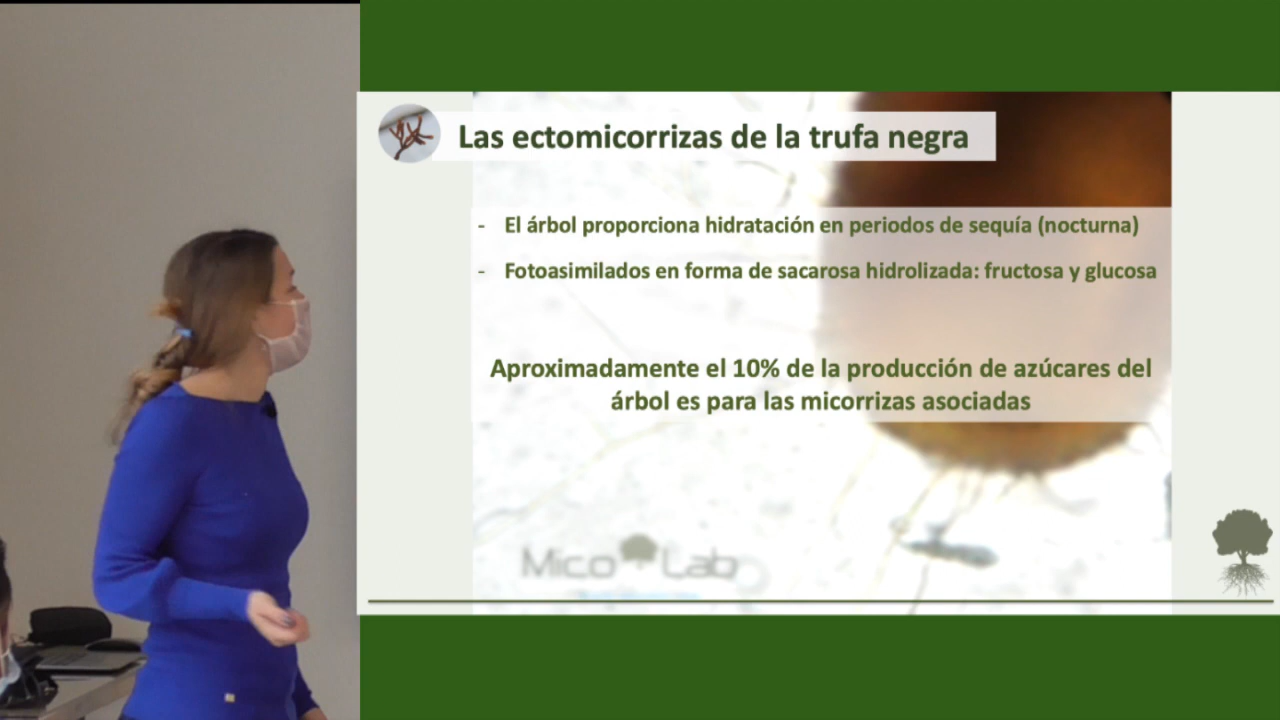 Las ectomicorrizas de la trufa negra
- El árbol proporciona hidratación en periodos de sequía (nocturna)
- Fotoasimilados en forma de sacarosa hidrolizada: fructosa y glucosa
Aproximadamente el 10% de la producción de azúcares del
árbol es para las micorrizas asociadas
Mico Lab